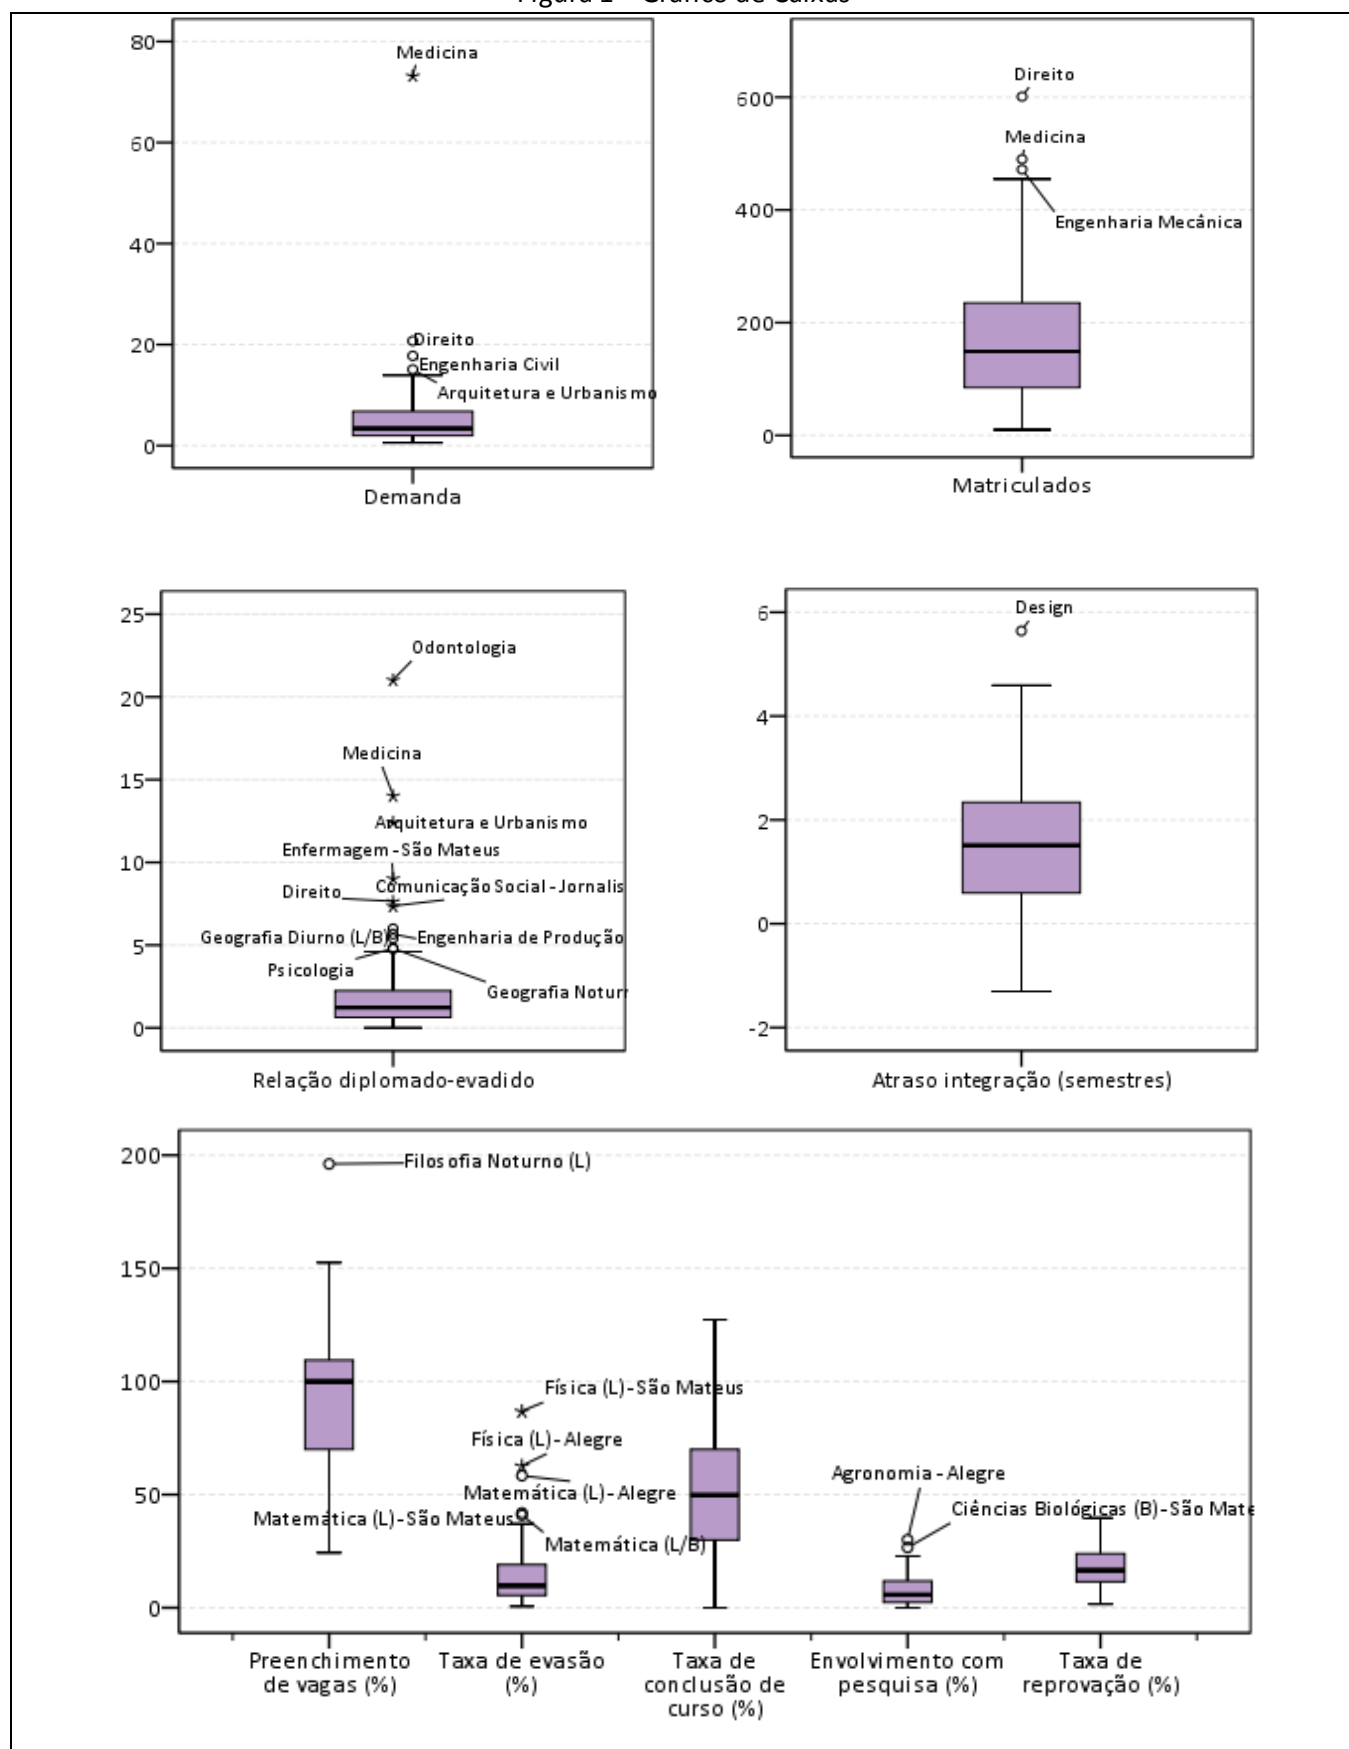 80
Medicina
60
40
20
Direito
Engenharia Civil
Arquitetura e Urbanismo
0
Demanda
Direito
600
Medicina
400
Engenharia Mecânica
200
0
Matriculados
25
Odontologia
20
Medicina
15
Arquitetura e Urbanismo
Enfermagem-São Mateus
10
Direito
Comunicação Social-Jornalis
Geografia Diurno (L/B)
Engenharia de Produção
5
Psicologia
Geografia Notur
0
Relação diplomado-evadido
6
Design
4
2
0
-2
Atraso integração (semestres)
200
Filosofia Noturno (L)
150
100
Física (L)-São Mateus
Física (L)-Alegre
50
Matemática (L)-Alegre
Agronomia-Alegre
Ciências Biológicas (B)-São Mate
Matemática (L)-São Mateus
Matemática (L/B)
0
Preenchimento
de vagas (%)
Taxa de evasão
(%)
Taxa de
conclusão de
curso (%)
Envolvimento com
pesquisa (%)
Taxa de
reprovação (%)